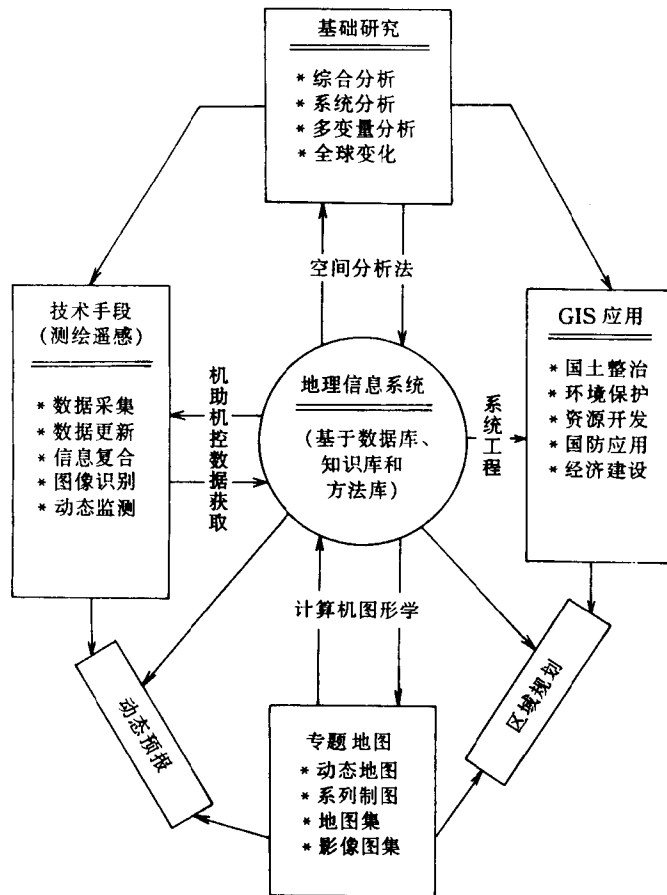 基础研究
* 综合分析
* 系统分析
* 多变量分析
* 全球变化
空间分析法
技术手段
(测绘遥感)
* 数据采集
* 数据更新
* 信息复合
* 图像识别
* 动态监测
机助机控数据获取
地理信息系统
(基于数据库、
知识库和
方法库)
系统工程
GIS 应用
* 国土整治
* 环境保护
* 资源开发
* 国防应用
* 经济建设
计算机图形学
动态预报
区域规划
专题地图
* 动态地图
* 系列制图
* 地图集
* 影像图集